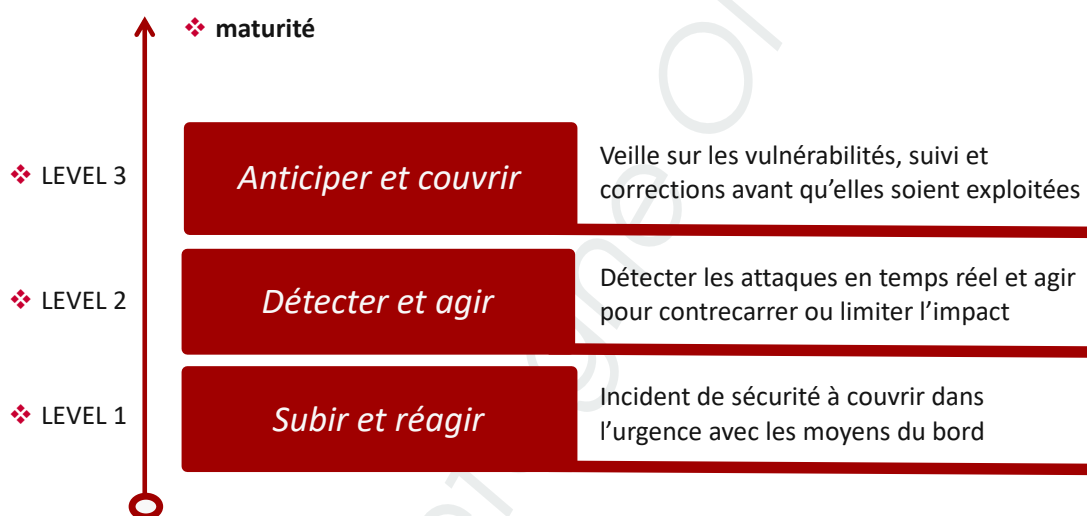 ❖ maturité
❖ LEVEL 3
Anticiper et couvrir
Veille sur les vulnérabilités, suivi et
corrections avant qu’elles soient exploitées
❖ LEVEL 2
Détecter et agir
Détecter les attaques en temps réel et agir
pour contrecarrer ou limiter l’impact
❖ LEVEL 1
Subir et réagir
Incident de sécurité à couvrir dans
l’urgence avec les moyens du bord